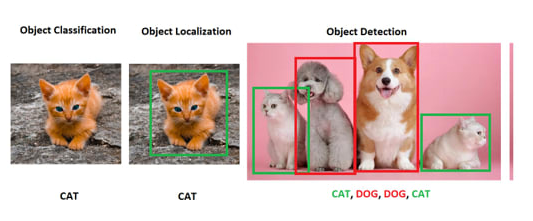 Object Classification
Object Localization
Object Detection
CAT
CAT
CAT, DOG, DOG, CAT